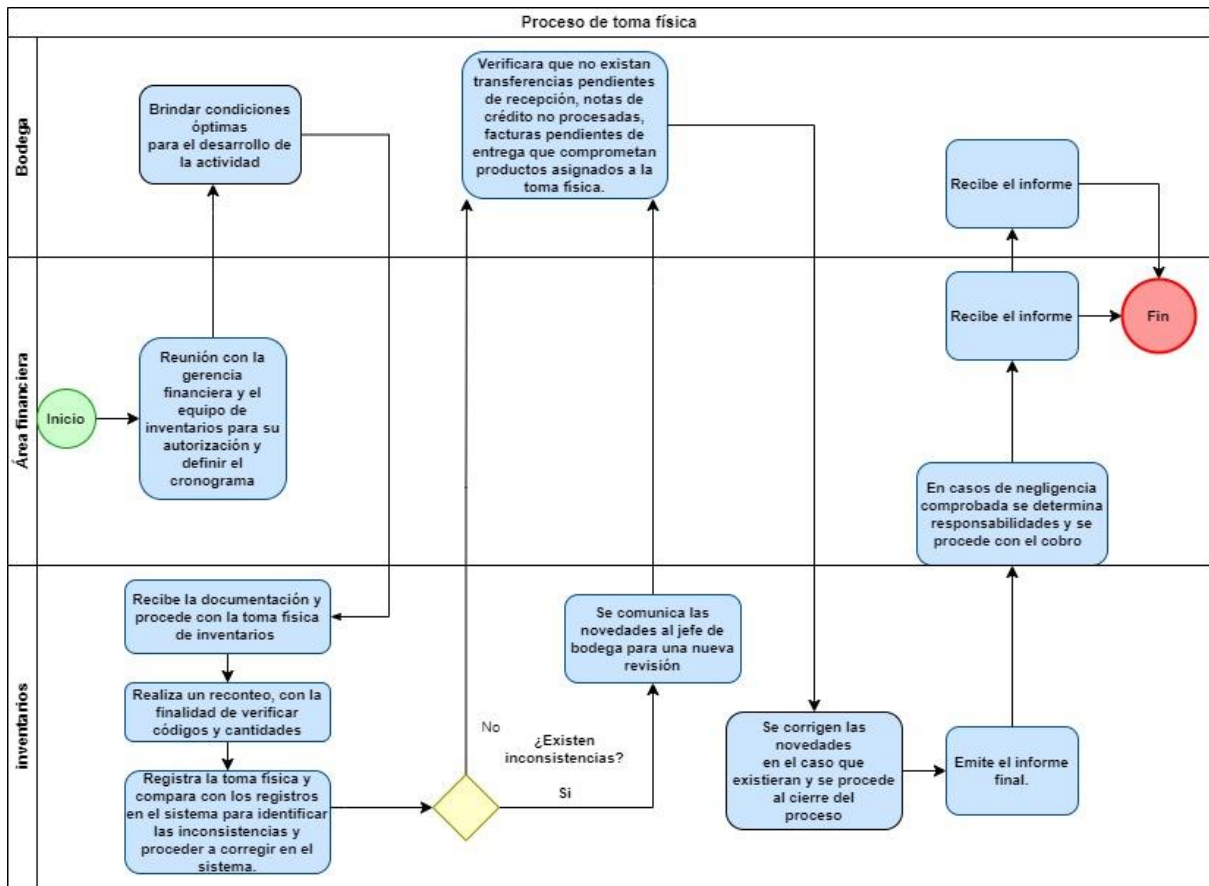 Proceso de toma física
Bodega
Brindar condiciones
óptimas
para el desarrollo de
la actividad
Verificara que no existan
transferencias pendientes
de recepción, notas de
crédito no procesadas,
facturas pendientes de
entrega que comprometan
productos asignados a la
toma física.
Recibe el informe
Área financiera
Inicio
Reunión con la
gerencia
financiera y el
equipo de
inventarios para su
autorización y
definir el
cronograma
Recibe el informe
Fin
En casos de negligencia
comprobada se determina
responsabilidades y se
procede con el cobro
inventarios
Recibe la documentación y
procede con la toma física
de inventarios
Realiza un reconteo, con la
finalidad de verificar
códigos y cantidades
Registra la toma física y
compara con los registros
en el sistema para identificar
las inconsistencias y
proceder a corregir en el
sistema.
No
¿Existen
inconsistencias?
Si
Se comunica las
novedades al jefe de
bodega para una nueva
revisión
Se corrigen las
novedades
en el caso que
existieran y se procede
al cierre del
proceso
Emite el informe
final.